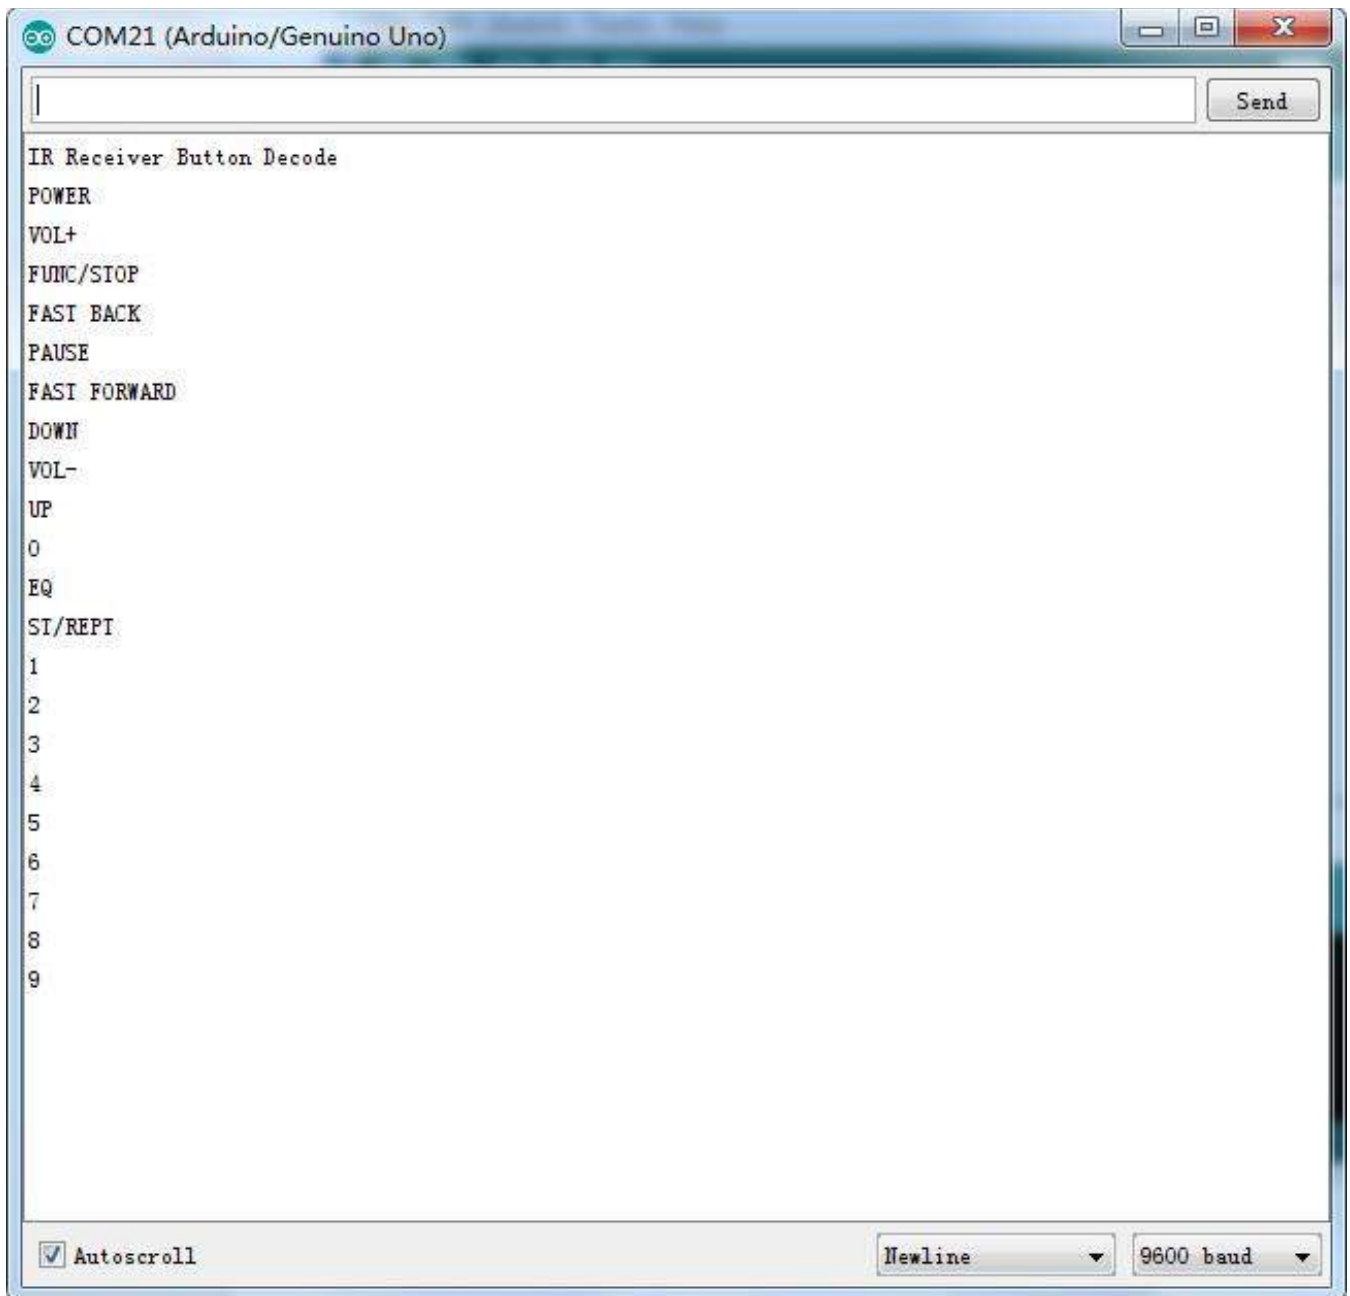 COM21 (Arduino/Genuino Uno)
Send
IR Receiver Button Decode
POWER
VOL+
FUNC/STOP
FAST BACK
PAUSE
FAST FORWARD
DOWN
VOL-
UP
0
EQ
ST/REPT
1
2
3
4
5
6
7
8
9
Autoscroll
Newline
9600 baud